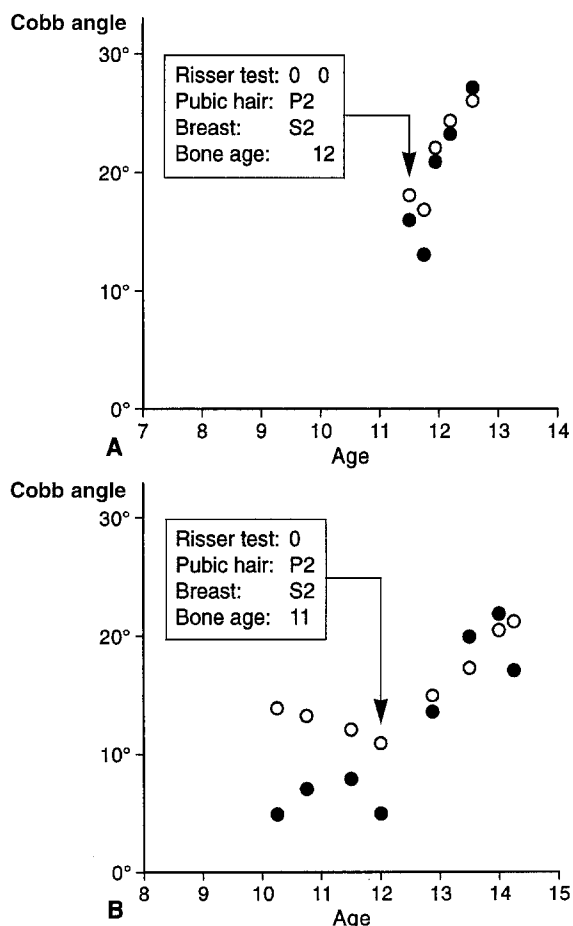 Cobb angle
30°
Risser test: 0 0
Pubic hair: P2
Breast: S2
Bone age: 12
20°
10°
0°
7 8 9 10 11 12 13 14
A
Age
Cobb angle
30°
Risser test: 0
Pubic hair: P2
Breast: S2
Bone age: 11
20°
10°
0°
8 9 10 11 12 13 14 15
B
Age